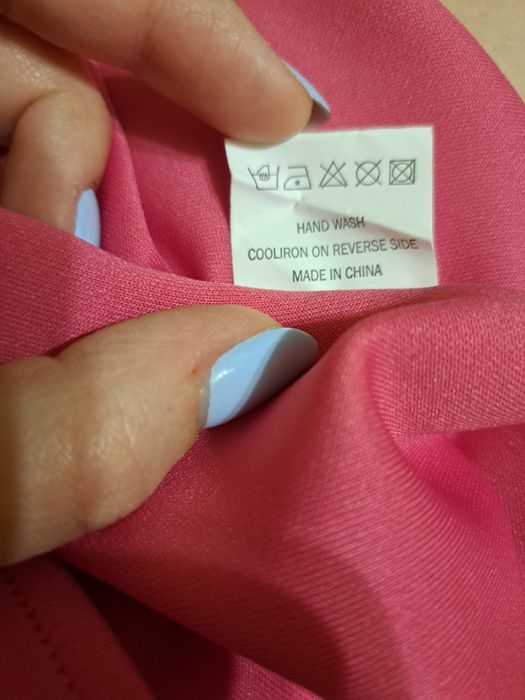 HAND WASH
COOLIRON ON REVERSE SIDE
MADE IN CHINA